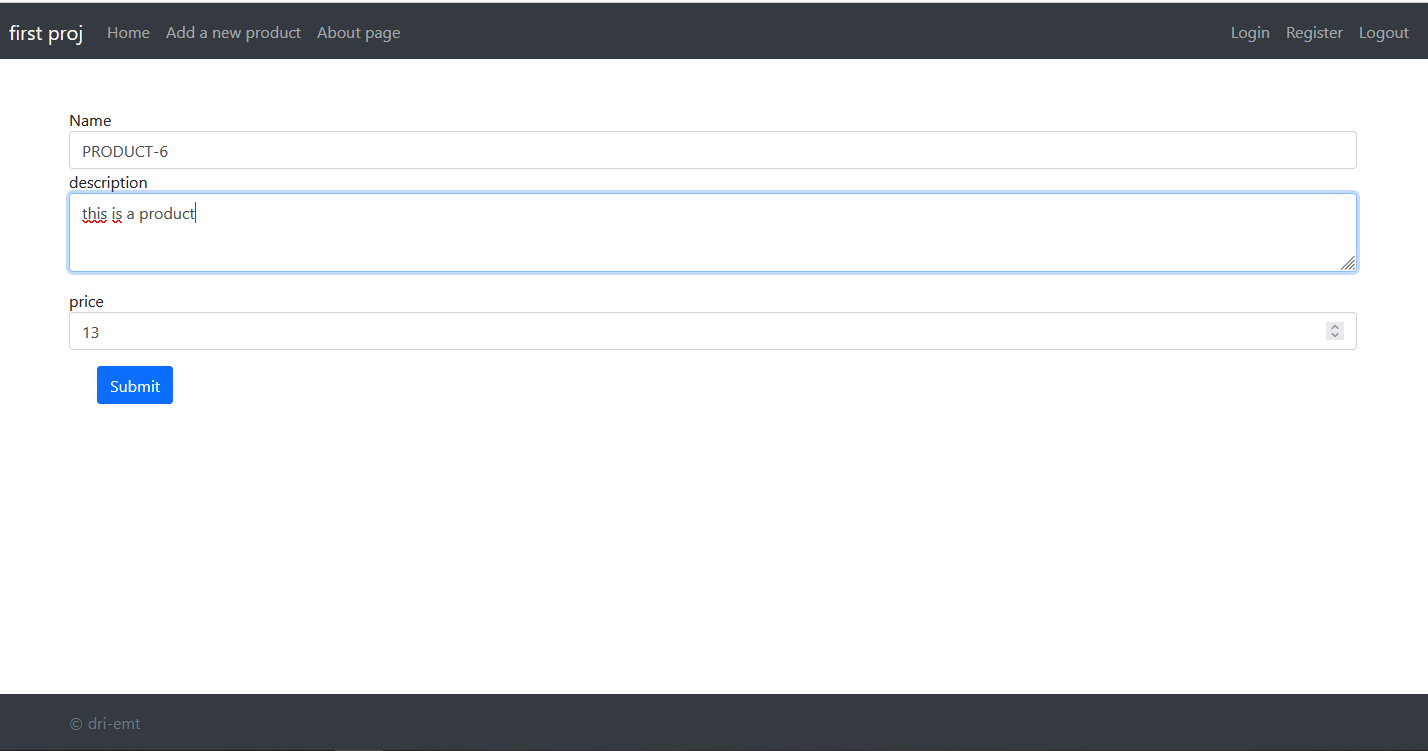 first proj Home Add a new product About page Login Register Logout
Name
PRODUCT-6
description
this is a product
price
13
Submit
© dri-emt